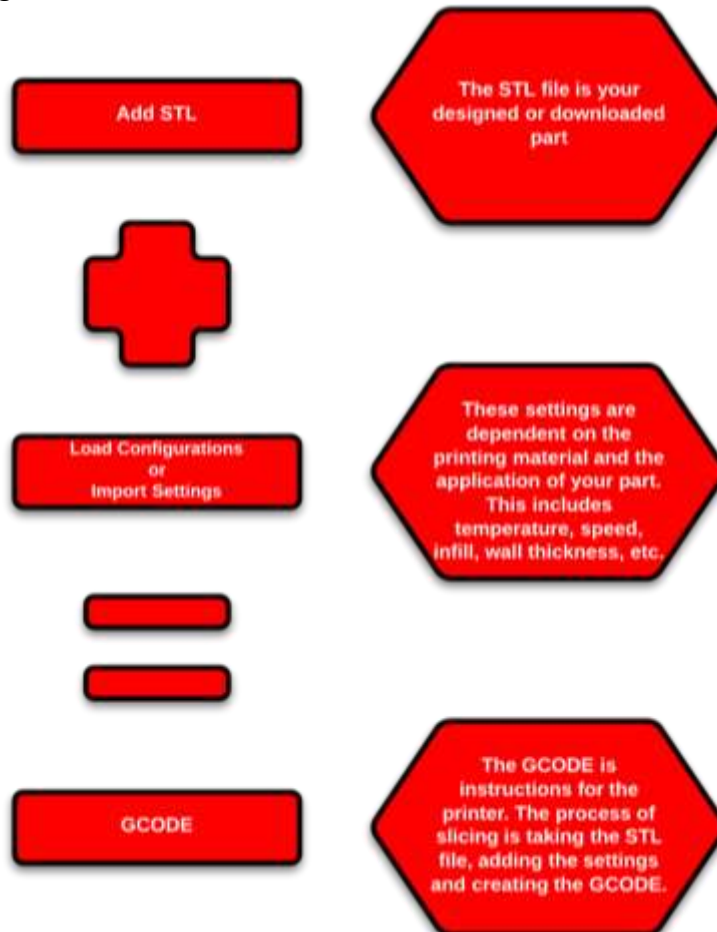 Add STL
The STL file is your
designed or downloaded
part
Load Configurations
or
Import Settings
These settings are
dependent on the
printing material and the
application of your part.
This includes
temperature, speed,
infill, wall thickness, etc.
GCODE
The GCODE is
instructions for the
printer. The process of
slicing is taking the STL
file, adding the settings
and creating the GCODE.